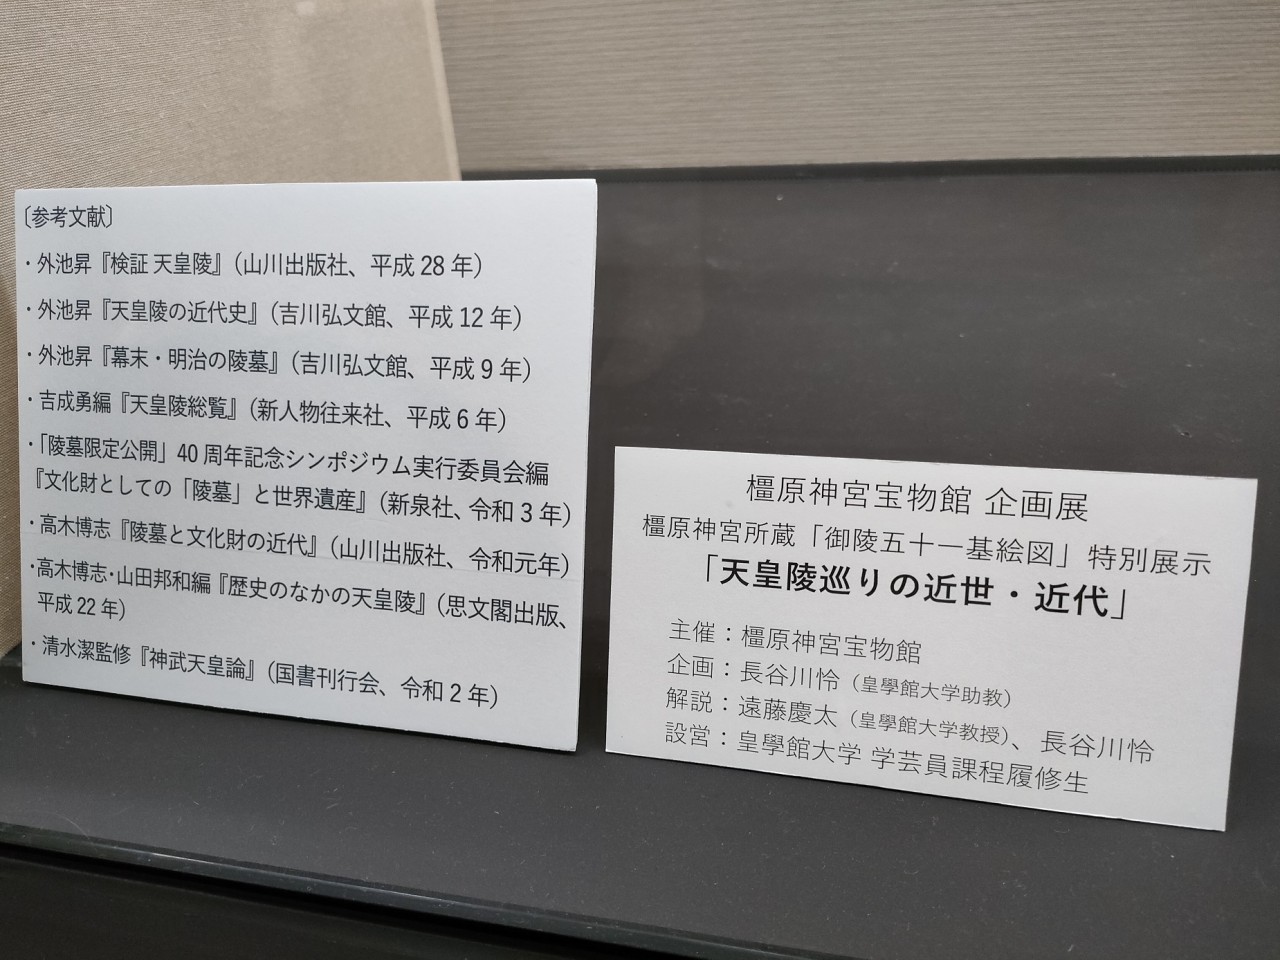 〔参考文献〕
・外池昇『検証 天皇陵』（山川出版社、平成 28 年）
・外池昇『天皇陵の近代史』（吉川弘文館、平成 12 年）
・外池昇『幕末・明治の陵墓』（吉川弘文館、平成 9 年）
・吉成勇編『天皇陵総覧』（新人物往来社、平成 6 年）
・「陵墓限定公開」40 周年記念シンポジウム実行委員会編
『文化財としての「陵墓」と世界遺産』（新泉社、令和 3 年）
・高木博志『陵墓と文化財の近代』（山川出版社、令和元年）
・高木博志・山田邦和編『歴史のなかの天皇陵』（思文閣出版、
平成 22 年）
・清水潔監修『神武天皇論』（国書刊行会、令和 2 年）
橿原神宮宝物館 企画展
橿原神宮所蔵「御陵五十一基絵図」特別展示
「天皇陵巡りの近世・近代」
主催：橿原神宮宝物館
企画：長谷川怜（皇學館大学助教）
解説：遠藤慶太（皇學館大学教授）、長谷川怜
設営：皇學館大学 学芸員課程履修生